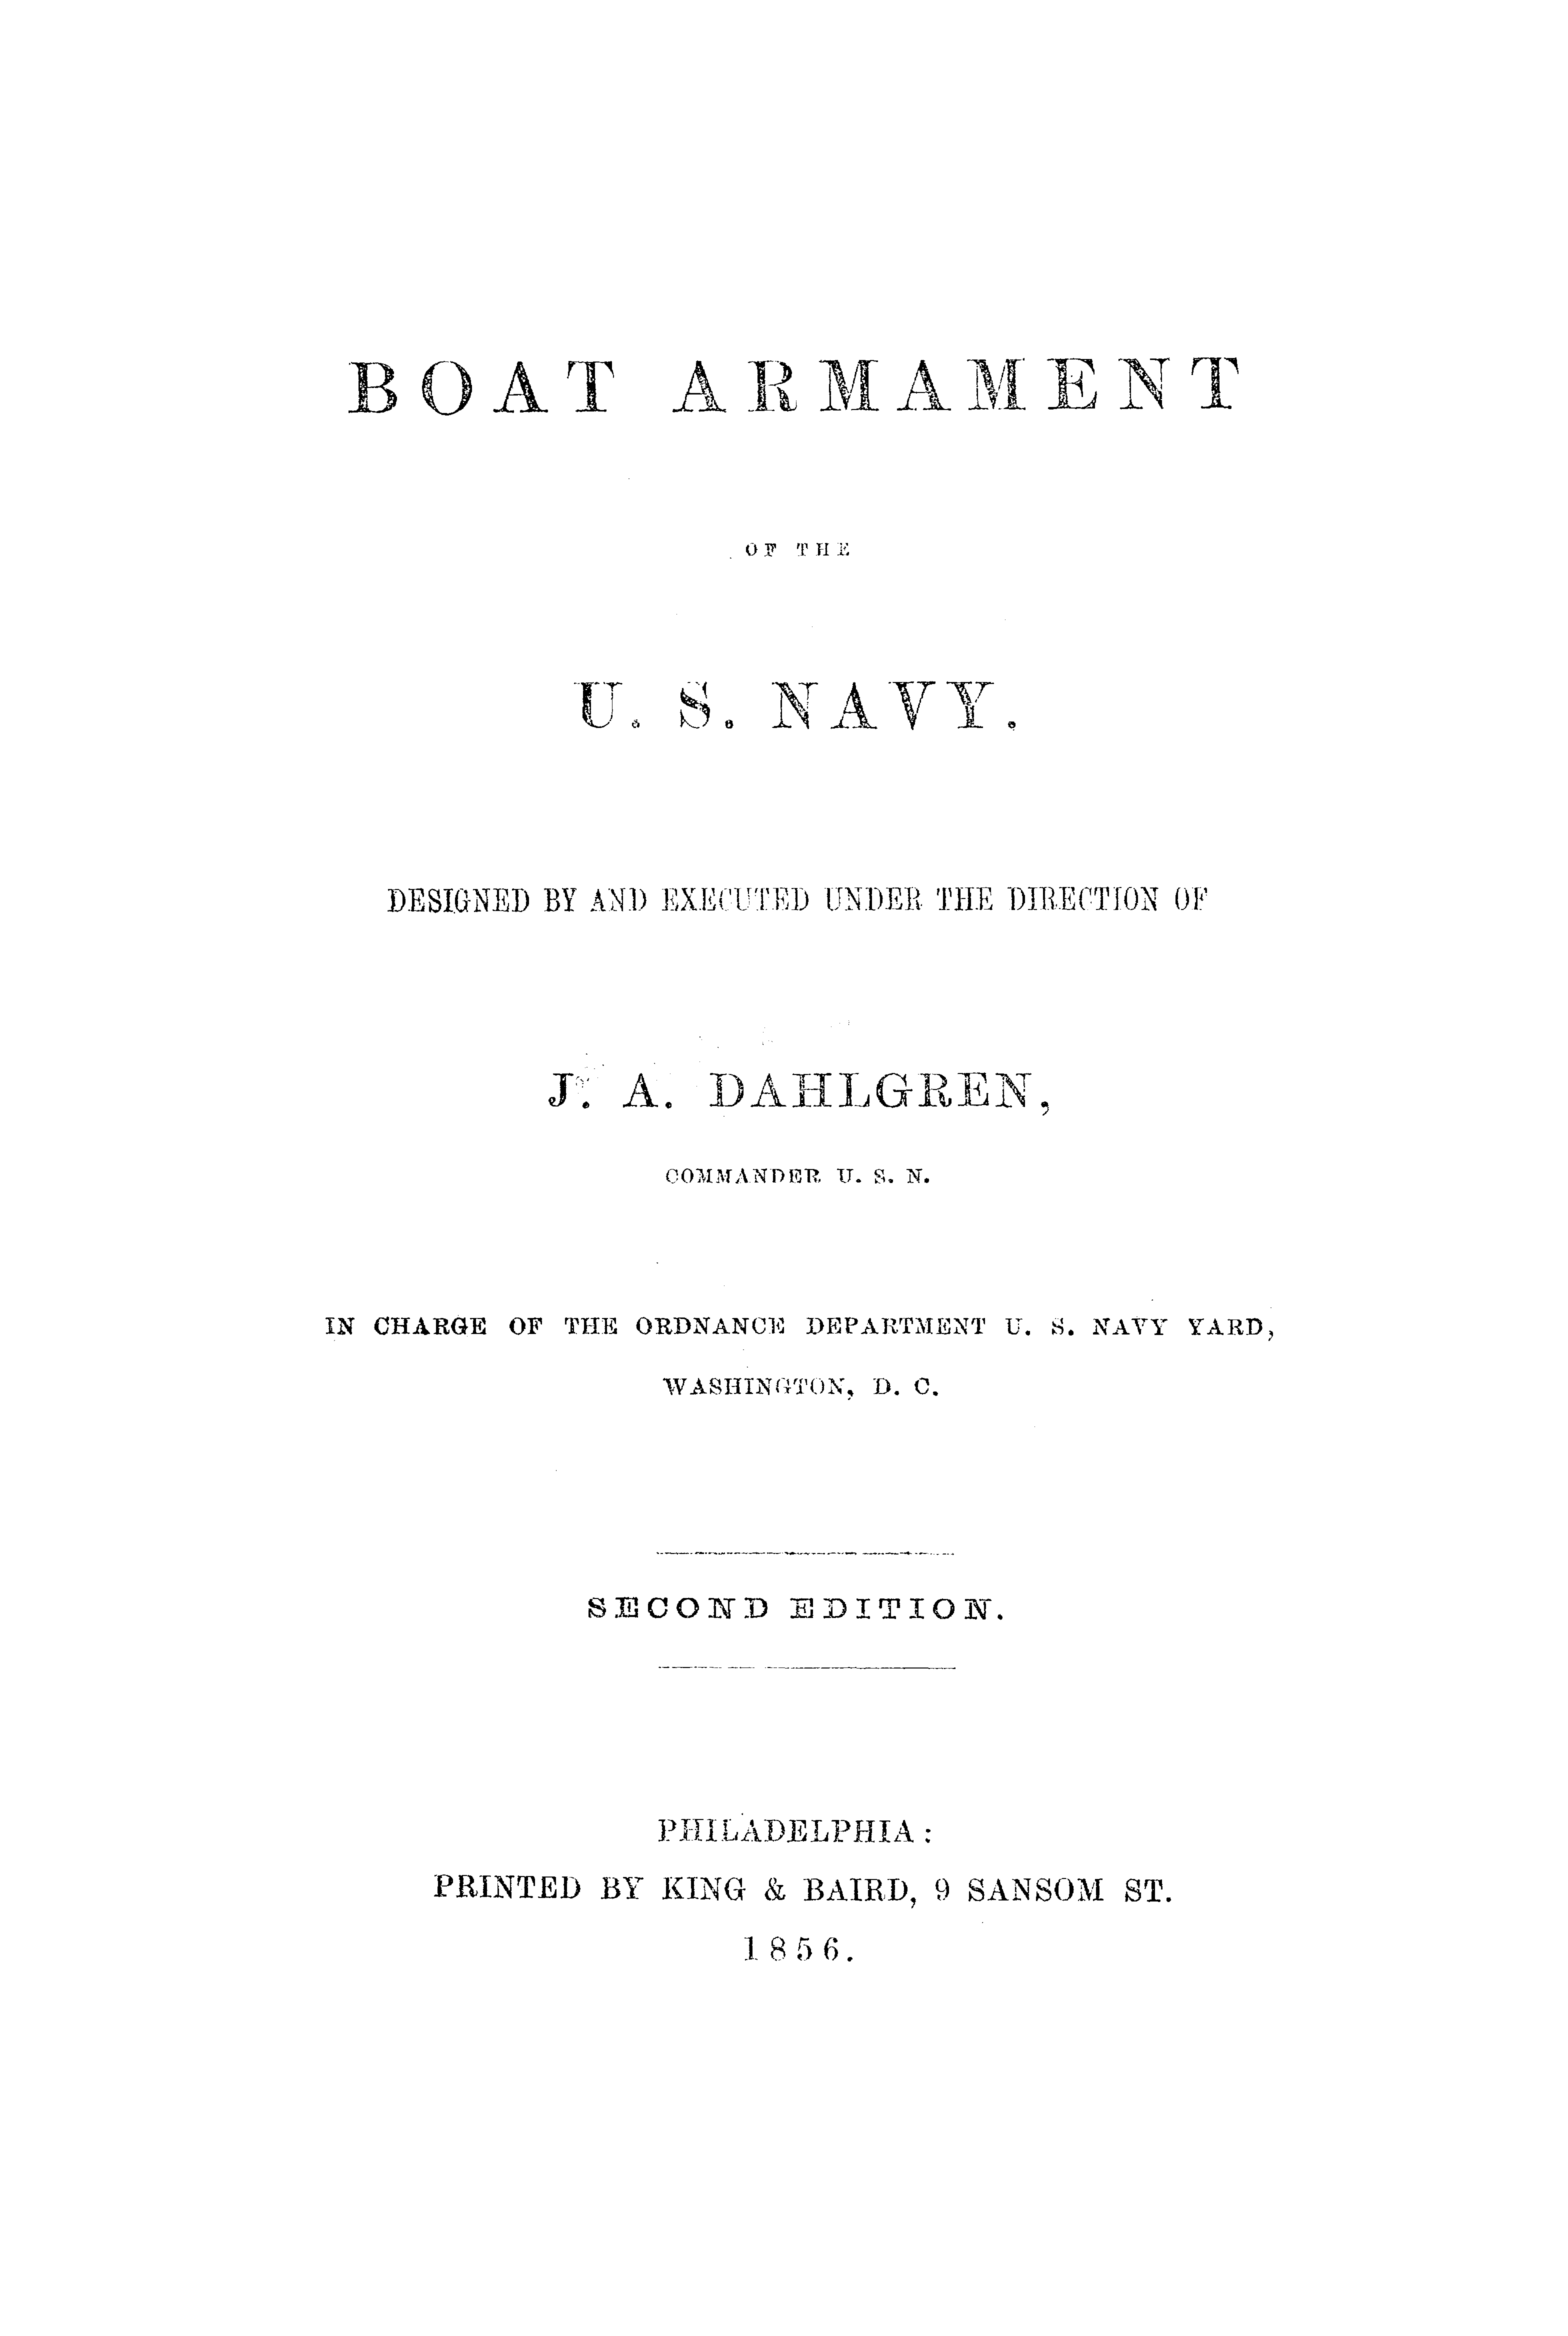 BOAT ARMAMENT
OF THE
U. S. NAVY.
DESIGNED BY AND EXECUTED UNDER THE DIRECTION OF
J. A. DAHLGREN,
COMMANDER U. S. N.
IN CHARGE OF THE ORDNANCE DEPARTMENT U. S. NAVY YARD,
WASHINGTON, D. C.
SECOND EDITION.
PHILADELPHIA:
PRINTED BY KING & BAIRD, 9 SANSOM ST.
1856.